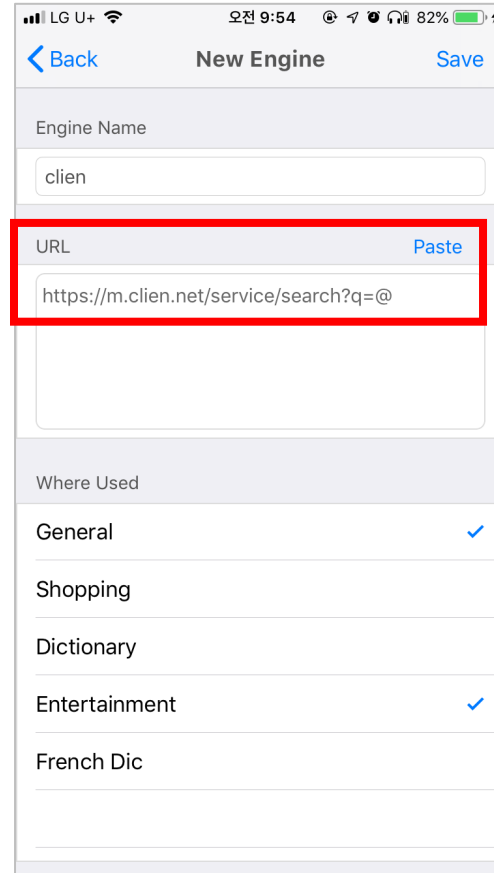 LG U+ 오전 9:54 82%
Back New Engine Save
Engine Name
clien
URL Paste
https://m.clien.net/service/search?q=@
Where Used
General
Shopping
Dictionary
Entertainment
French Dic